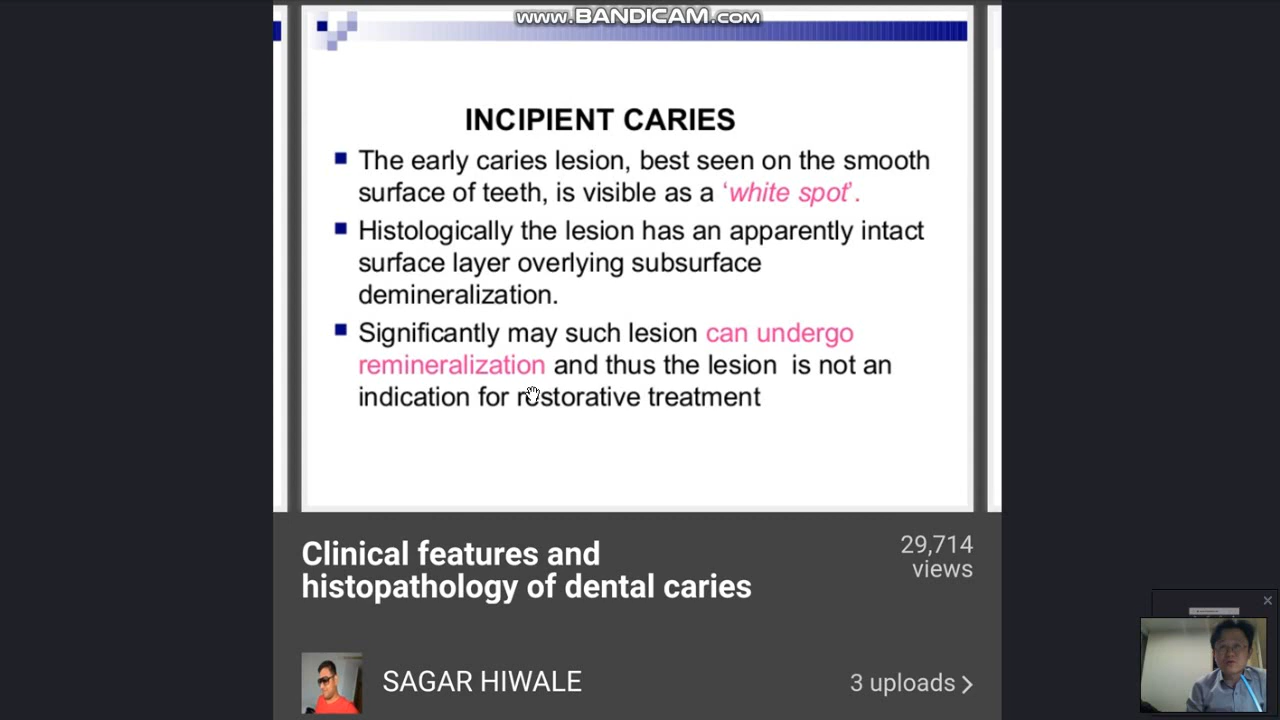 www.BANDICAM.com
INCIPIENT CARIES
The early caries lesion, best seen on the smooth
surface of teeth, is visible as a ‘white spot’.
Histologically the lesion has an apparently intact
surface layer overlying subsurface
demineralization.
Significantly may such lesion can undergo
remineralization and thus the lesion is not an
indication for restorative treatment
Clinical features and
histopathology of dental caries
29,714
views
SAGAR HIWALE
3 uploads